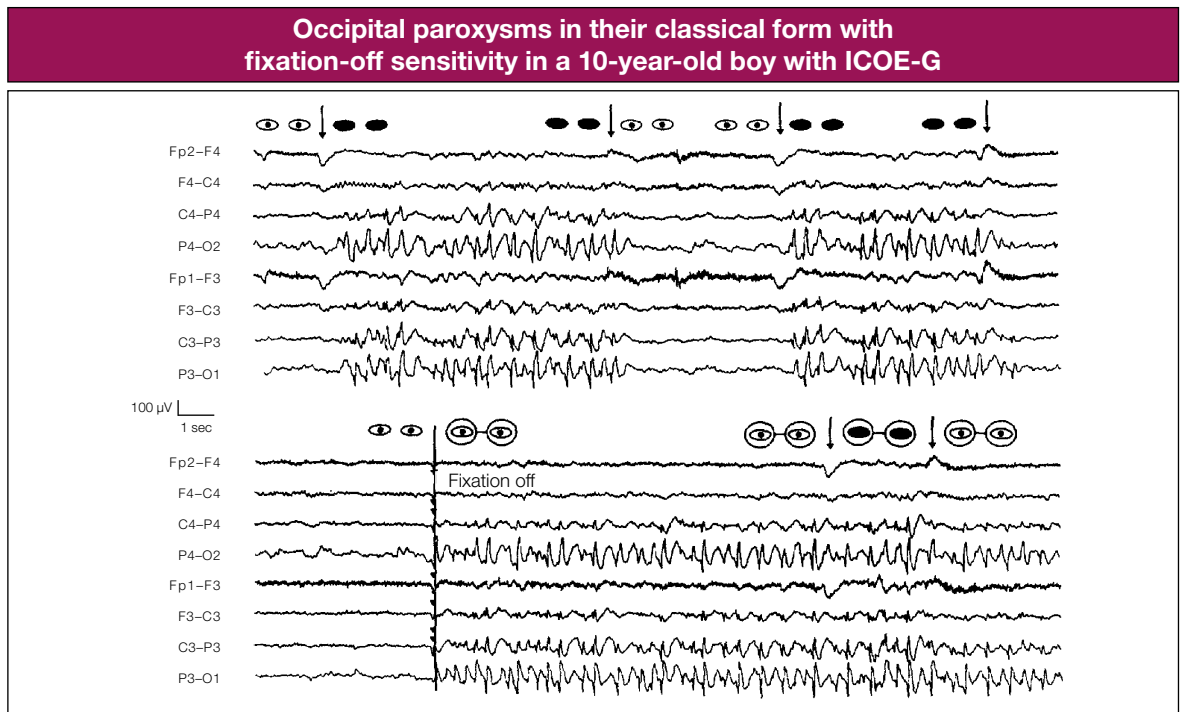 Occipital paroxysms in their classical form with
fixation-off sensitivity in a 10-year-old boy with ICOE-G
Fp2–F4
F4–C4
C4–P4
P4–O2
Fp1–F3
F3–C3
C3–P3
P3–O1
100 µV
1 sec
Fp2–F4
Fixation off
F4–C4
C4–P4
P4–O2
Fp1–F3
F3–C3
C3–P3
P3–O1